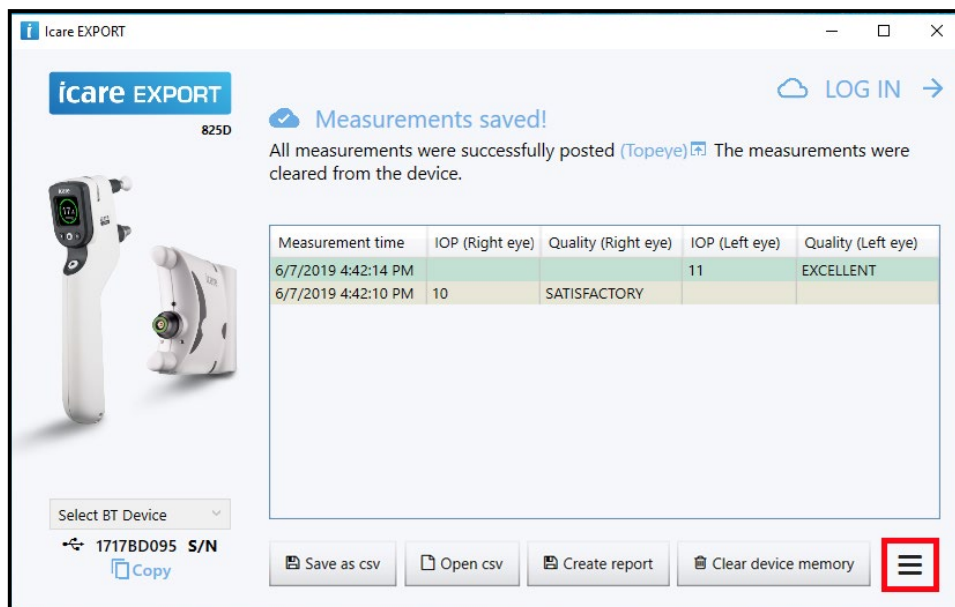 Icare EXPORT
icare EXPORT
825D
LOG IN
Measurements saved!
All measurements were successfully posted (Topeye) The measurements were
cleared from the device.
Measurement time IOP (Right eye) Quality (Right eye) IOP (Left eye) Quality (Left eye)
6/7/2019 4:42:14 PM 11 EXCELLENT
6/7/2019 4:42:10 PM 10 SATISFACTORY
Select BT Device
1717BD095 S/N
Copy
Save as csv Open csv Create report Clear device memory